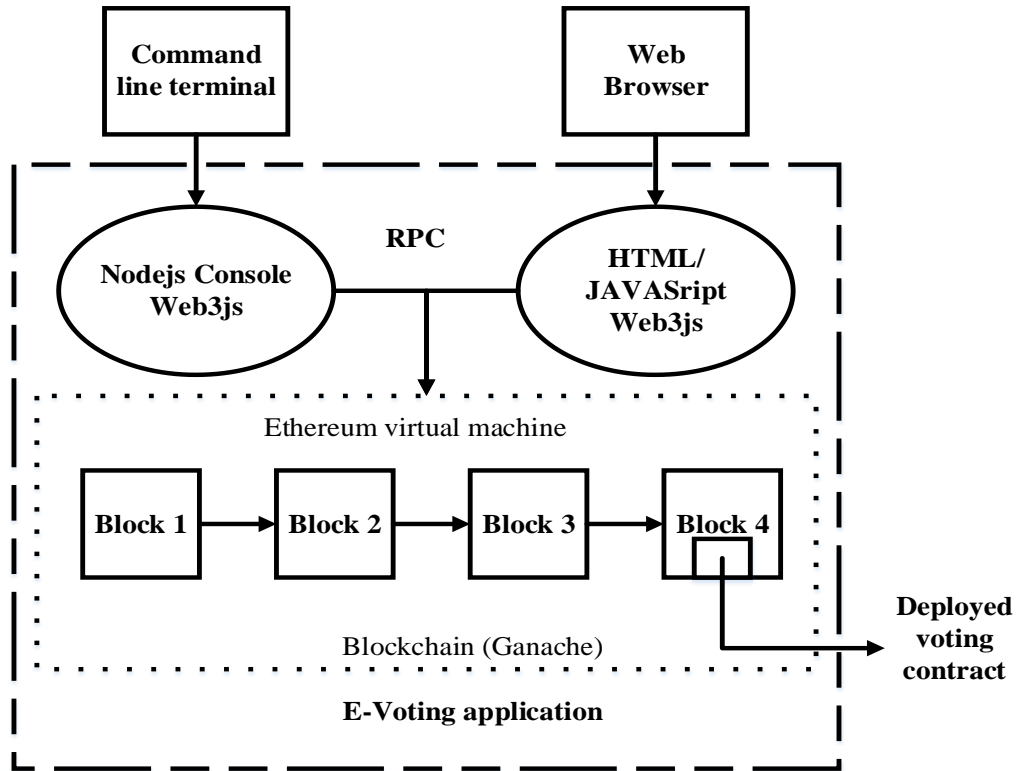 Command
line terminal
Web
Browser
RPC
Nodejs Console
Web3js
HTML/
JAVASript
Web3js
Ethereum virtual machine
Block 1
Block 2
Block 3
Block 4
Blockchain (Ganache)
Deployed
voting
contract
E-Voting application